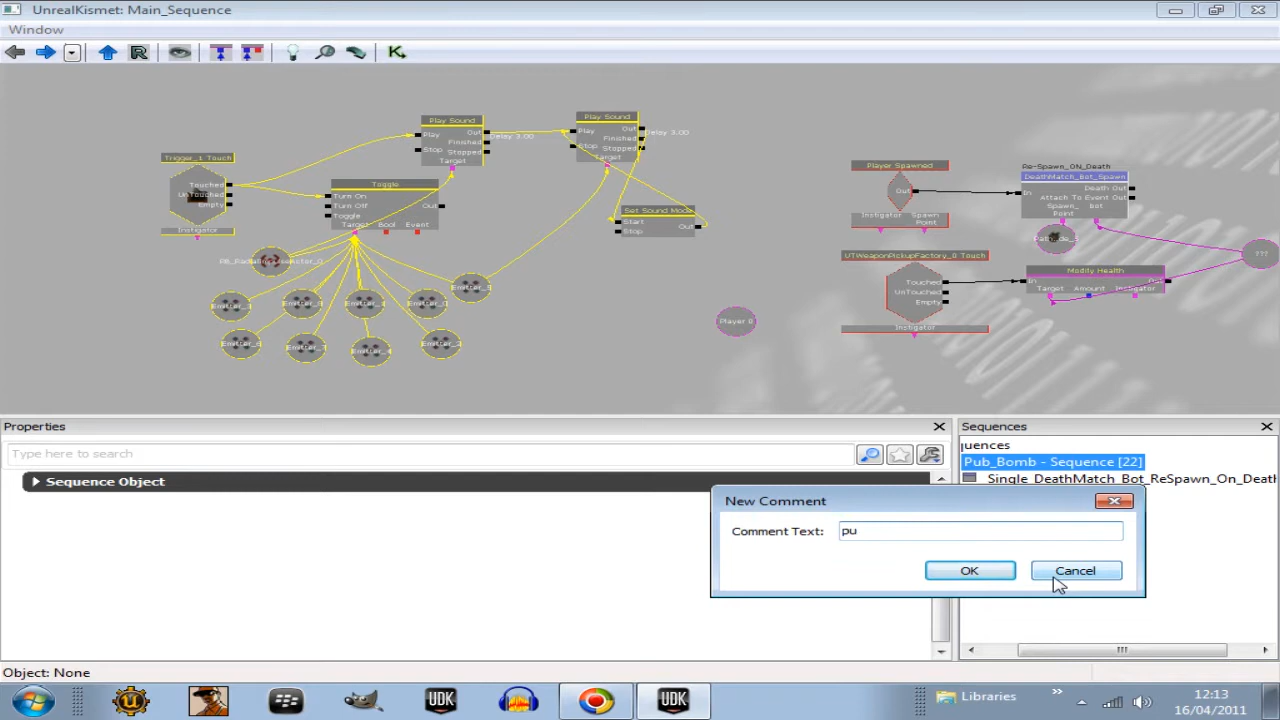 UnrealKismet: Main_Sequence
Window
Play Sound
Play
Stop
Out
Finished
Stopped
Target
Delay 3.00
Play Sound
Play
Stop
Out
Finished
Stopped
Target
Delay 3.00
Trigger_1 Touch
Touched
UnTouched
Empty
Instigator
Toggle
Turn On
Turn Off
Toggle
Out
Target
Bool
Event
Set Sound Mode
Start
Stop
Out
Player Spawned
Out
Instigator
Spawn Point
Re-Spawn_ON_Death
DeathMatch_Bot_Spawn
In
Death Out
Attach To Event Out
Spawn_Point
Bot
???
UTWeaponPickupFactory_0 Touch
Touched
UnTouched
Empty
Instigator
Modify Health
In
Out
Target
Amount
Instigator
Player 0
Properties
Type here to search
Sequence Object
Sequences
quences
Pub_Bomb - Sequence [22]
Single_DeathMatch_Bot_ReSpawn_On_Death
New Comment
Comment Text:
pu
OK
Cancel
Object: None
UDK
UDK
Libraries
12:13
16/04/2011